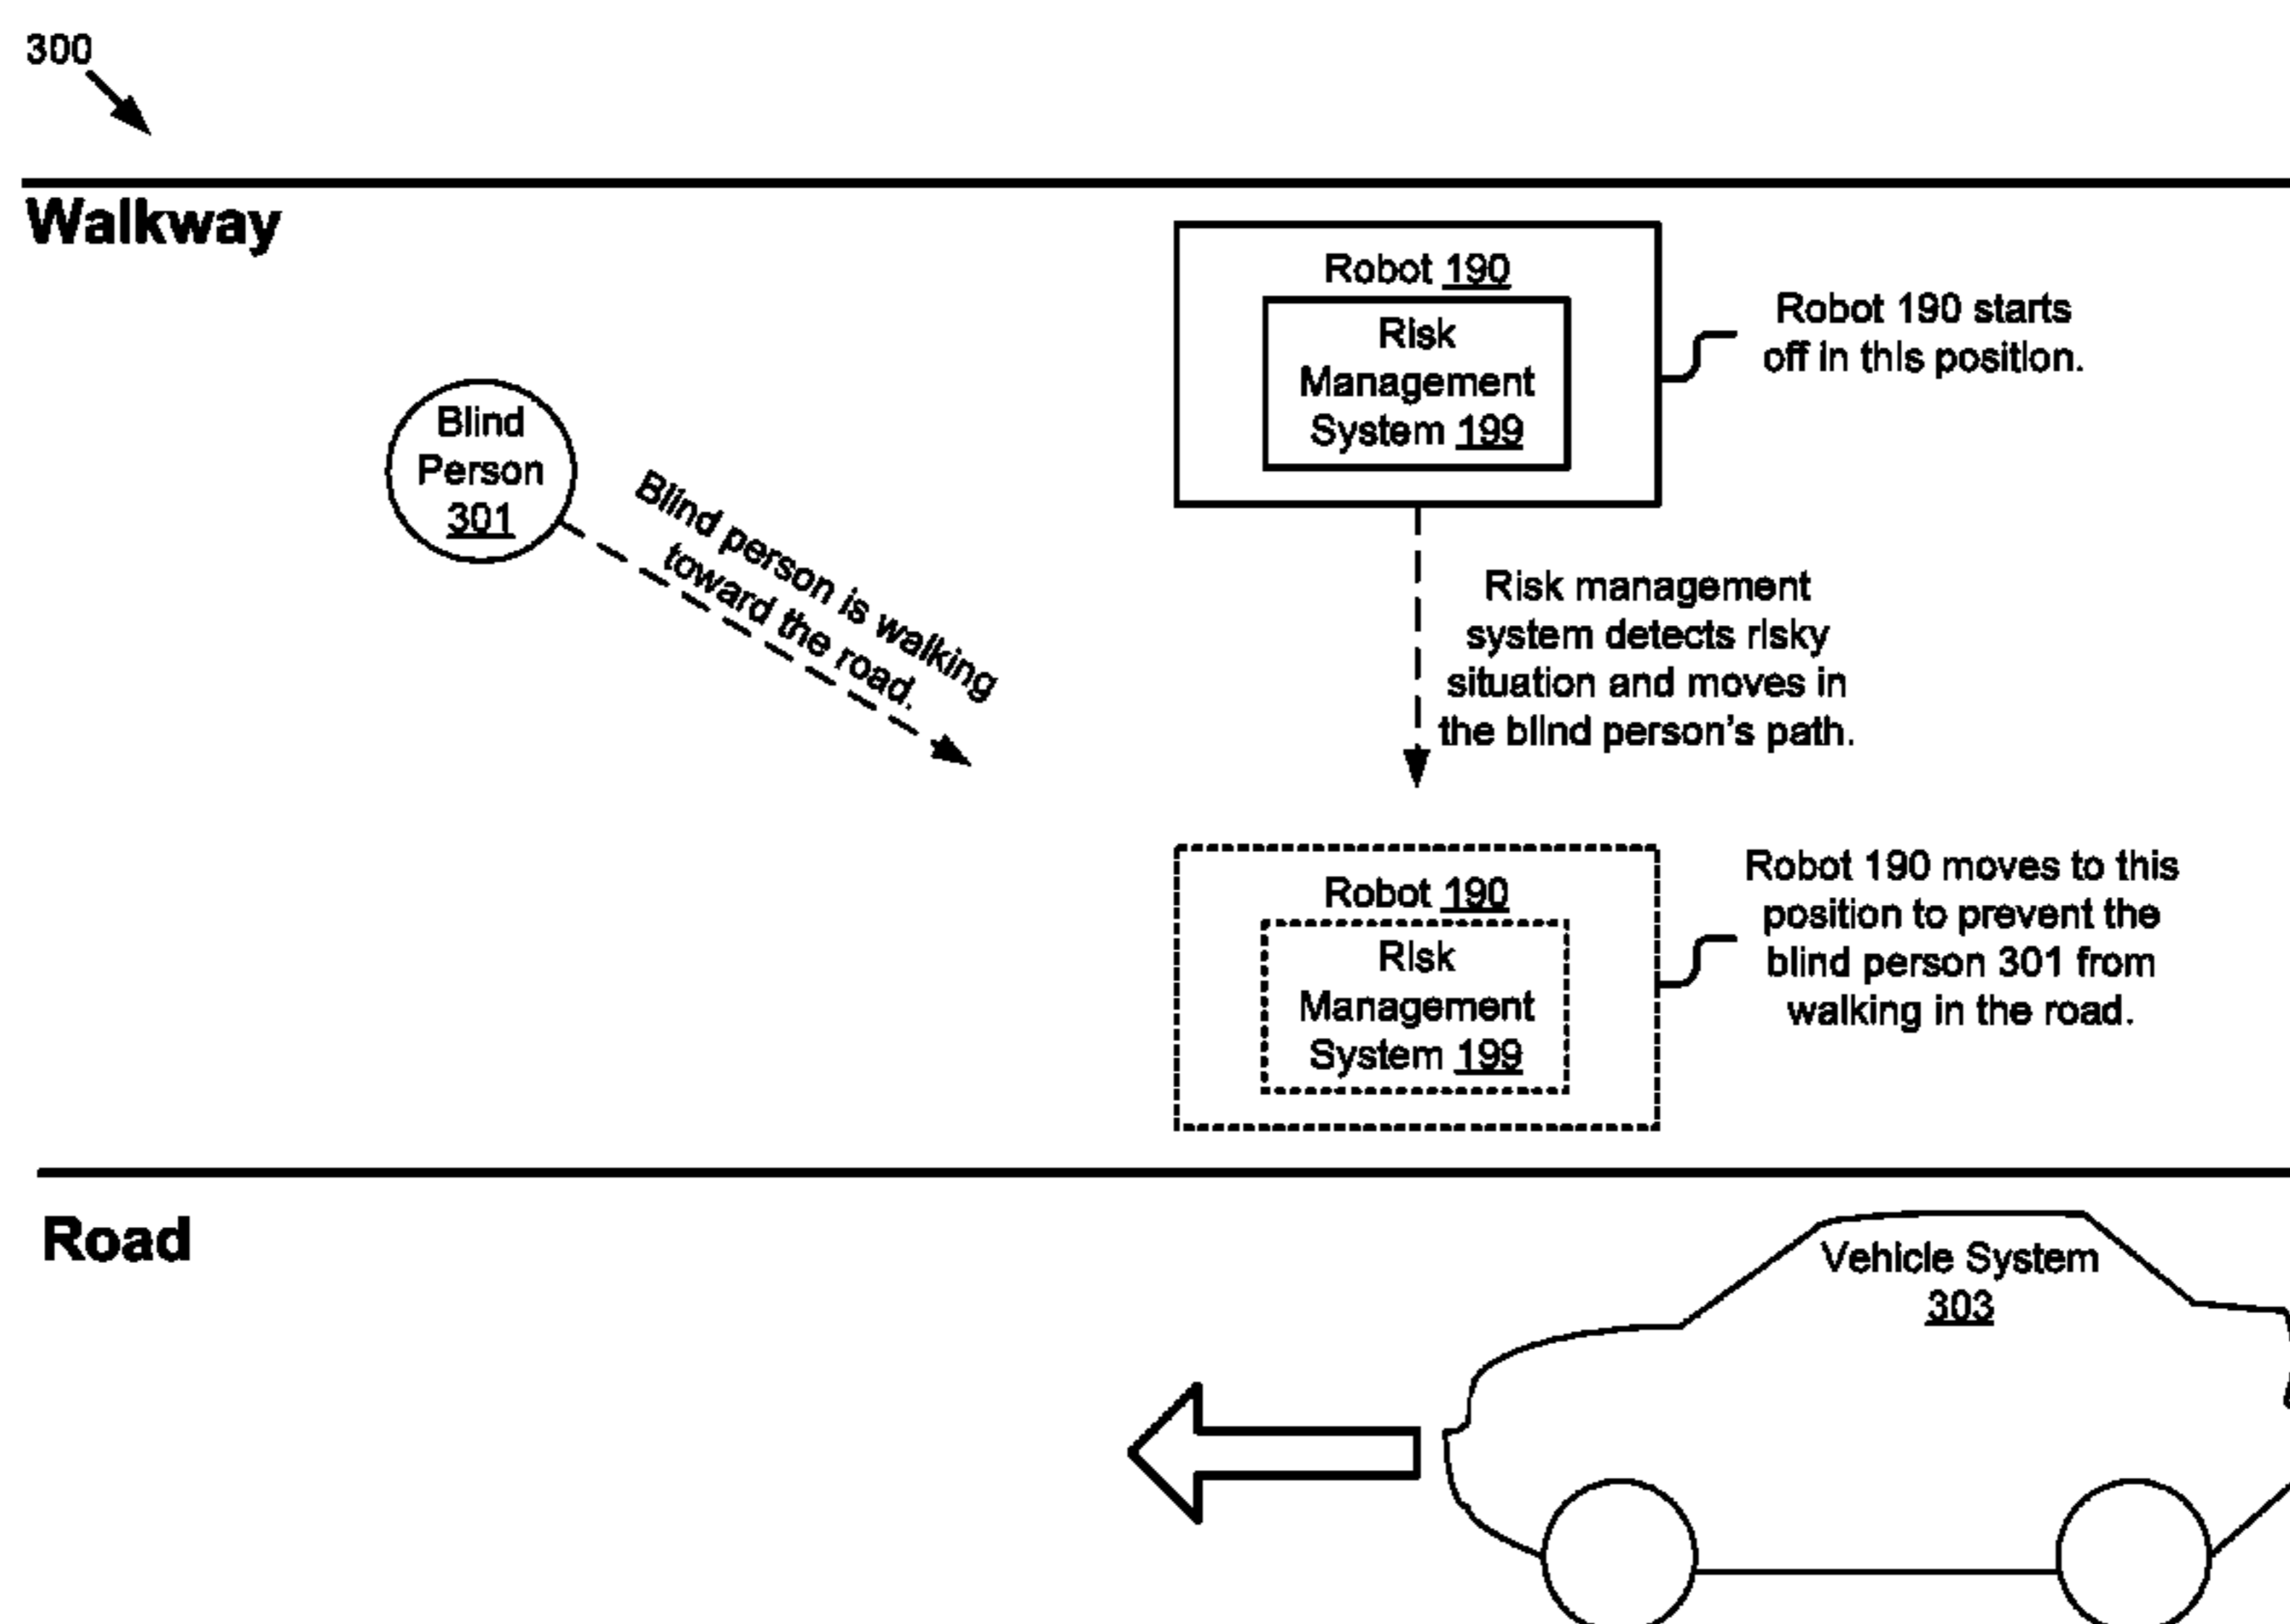 300
Walkway
Robot 190
Risk
Management
System 199
Robot 190 starts
off in this position.
Blind
Person
301
Blind person is walking
toward the road.
Risk management
system detects risky
situation and moves in
the blind person's path.
Robot 190
Risk
Management
System 199
Robot 190 moves to this
position to prevent the
blind person 301 from
walking in the road.
Road
Vehicle System
303